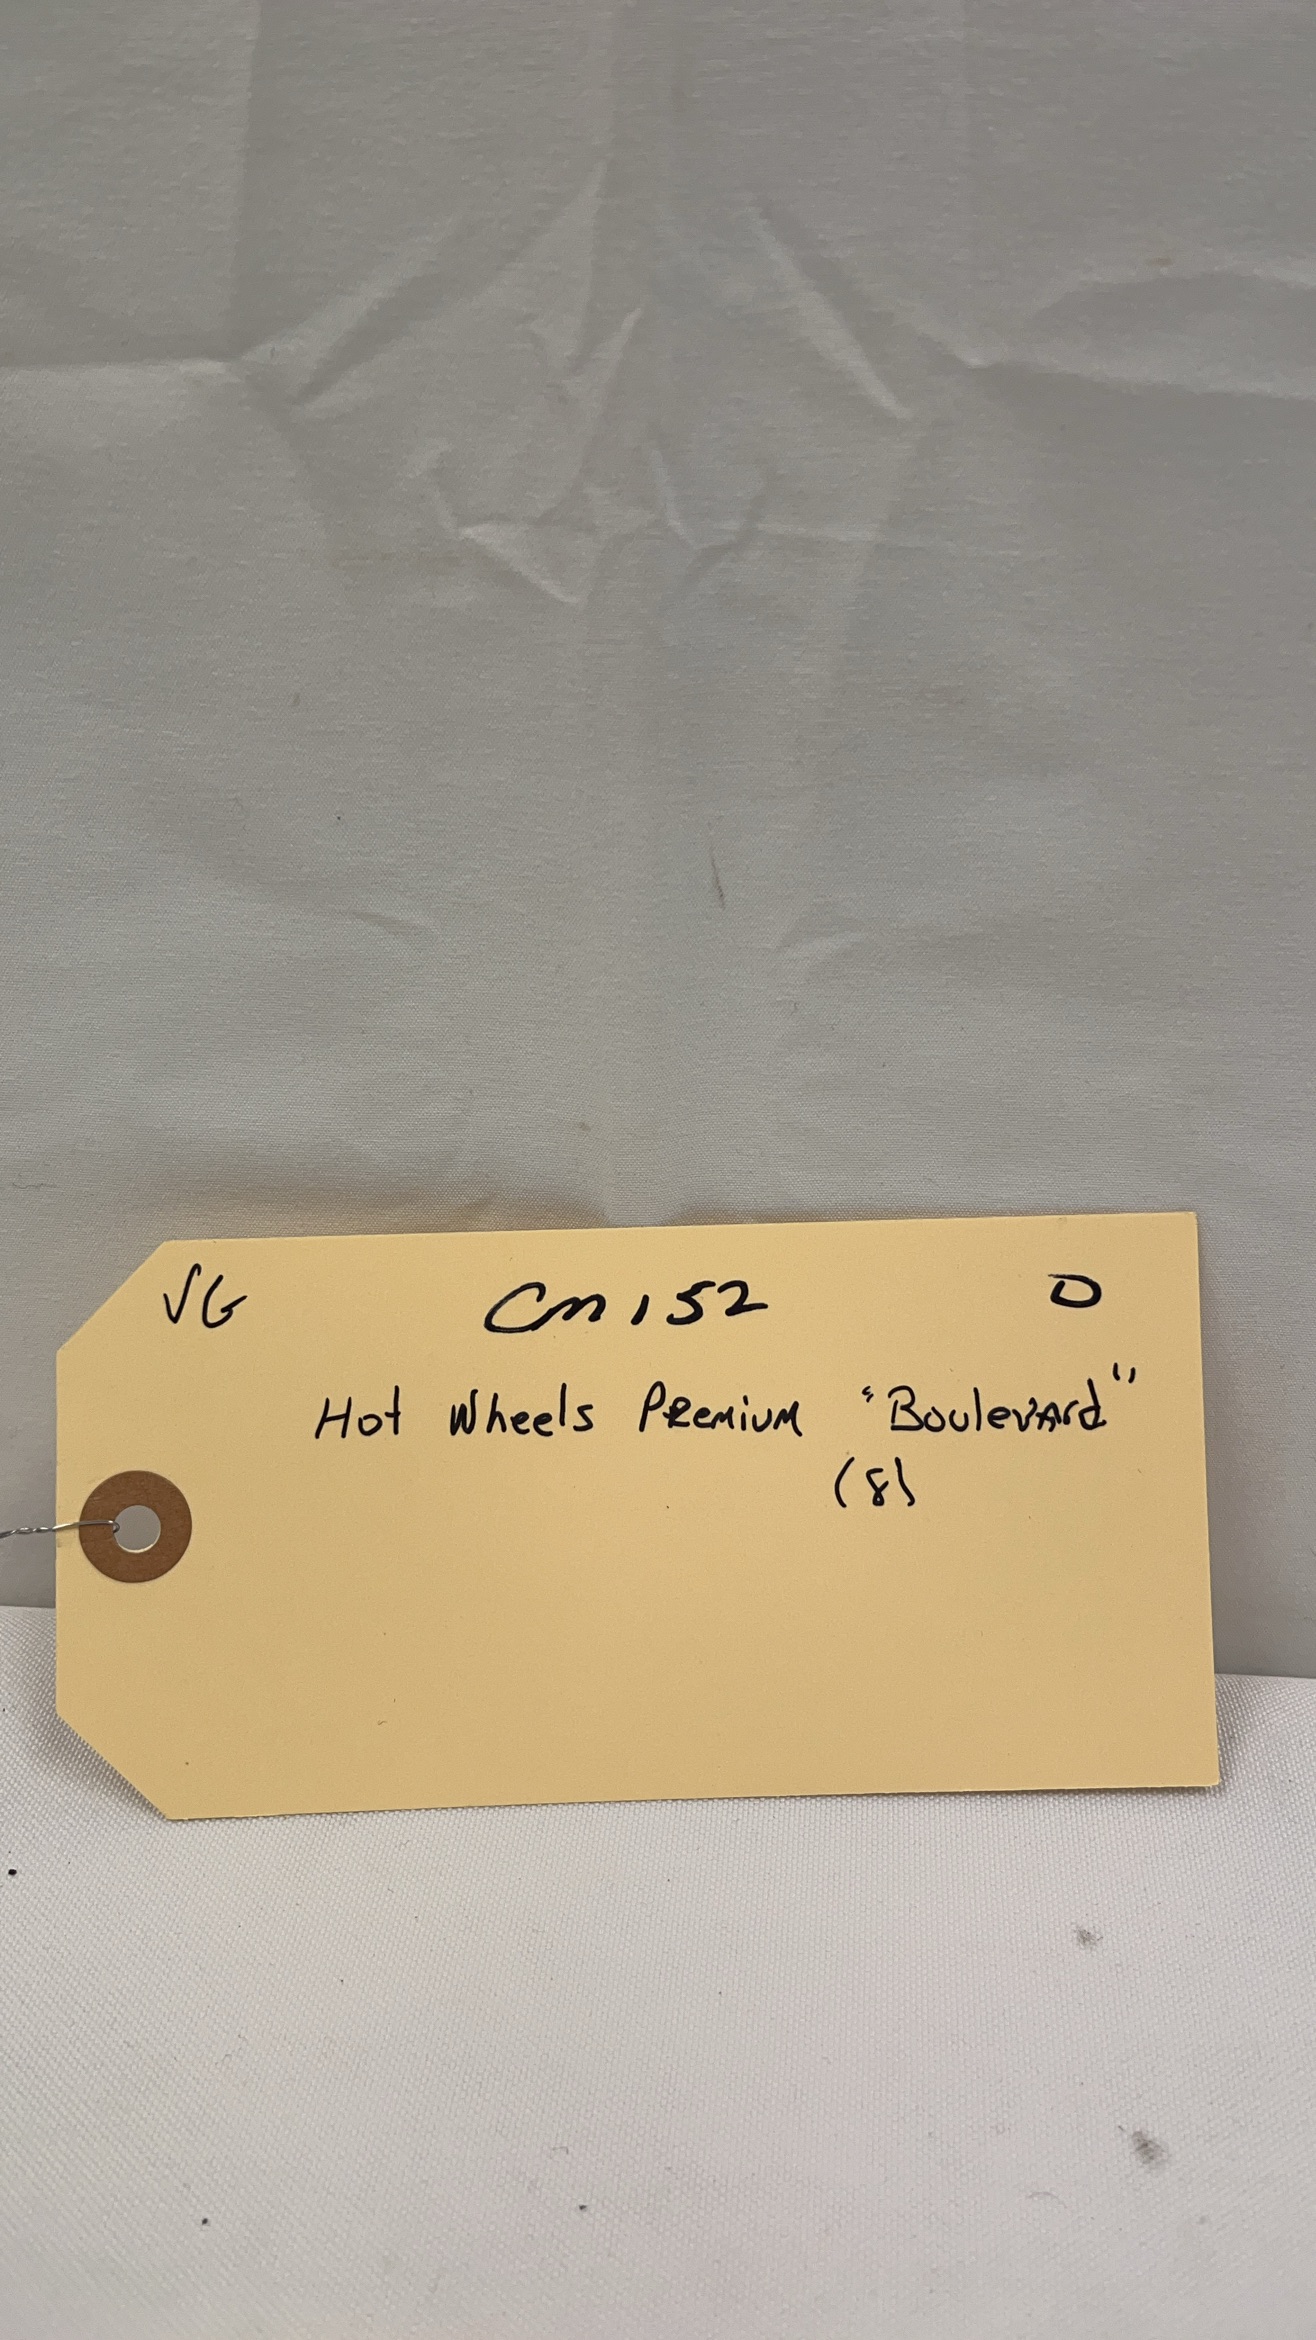 VG Cm152 D
Hot Wheels Premium "Boulevard"
(8)